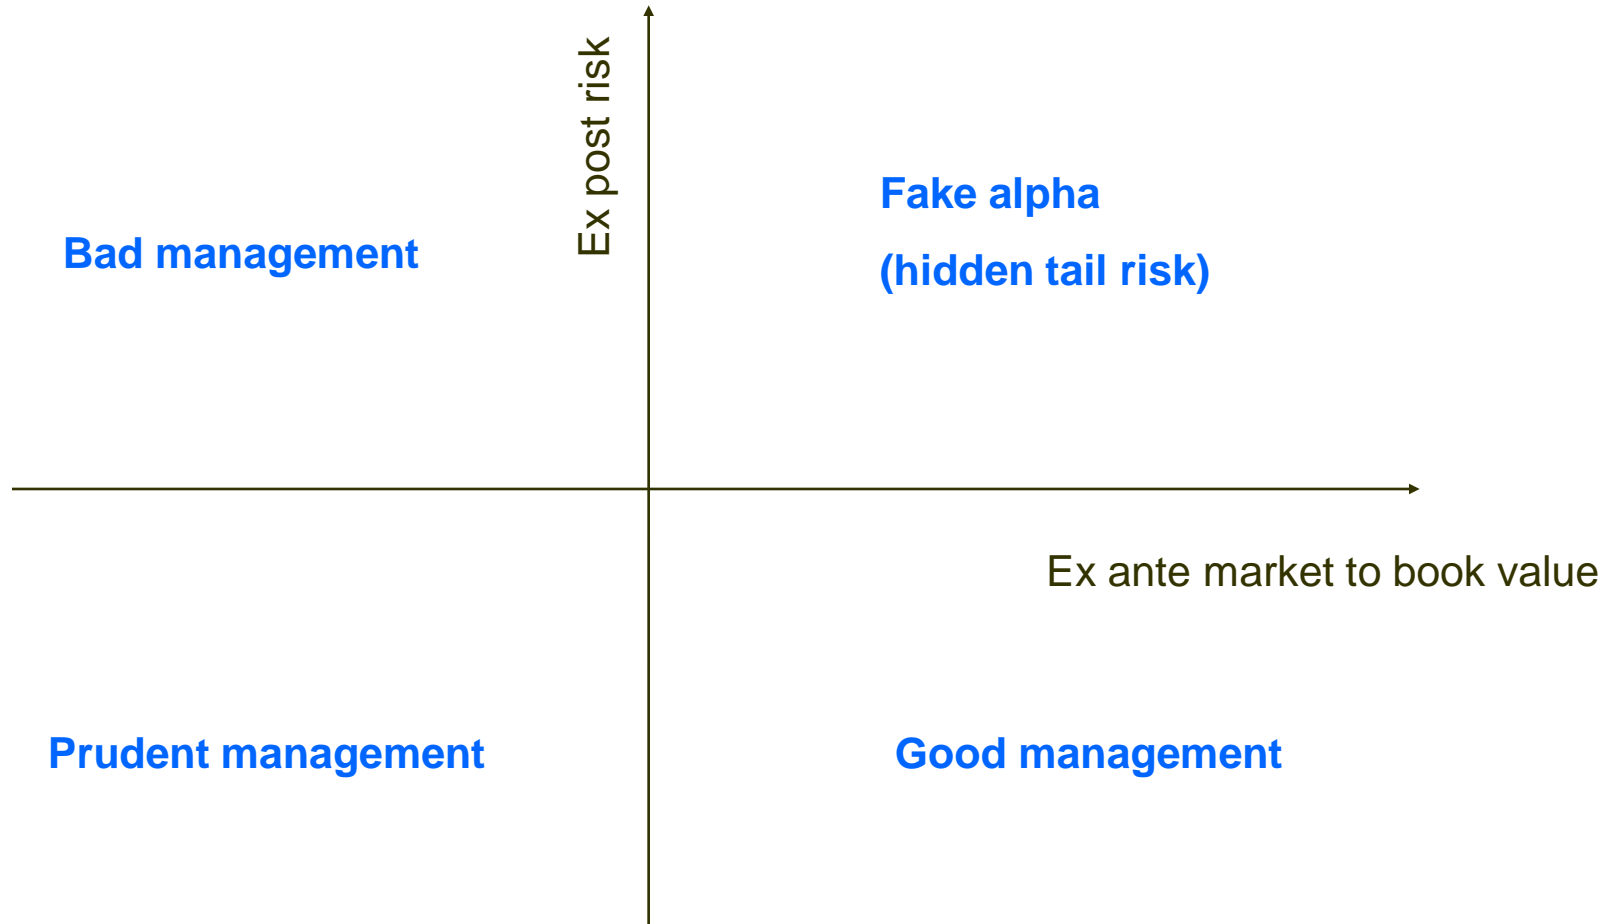 Ex post risk
Fake alpha
(hidden tail risk)
Bad management
Ex ante market to book value
Prudent management
Good management